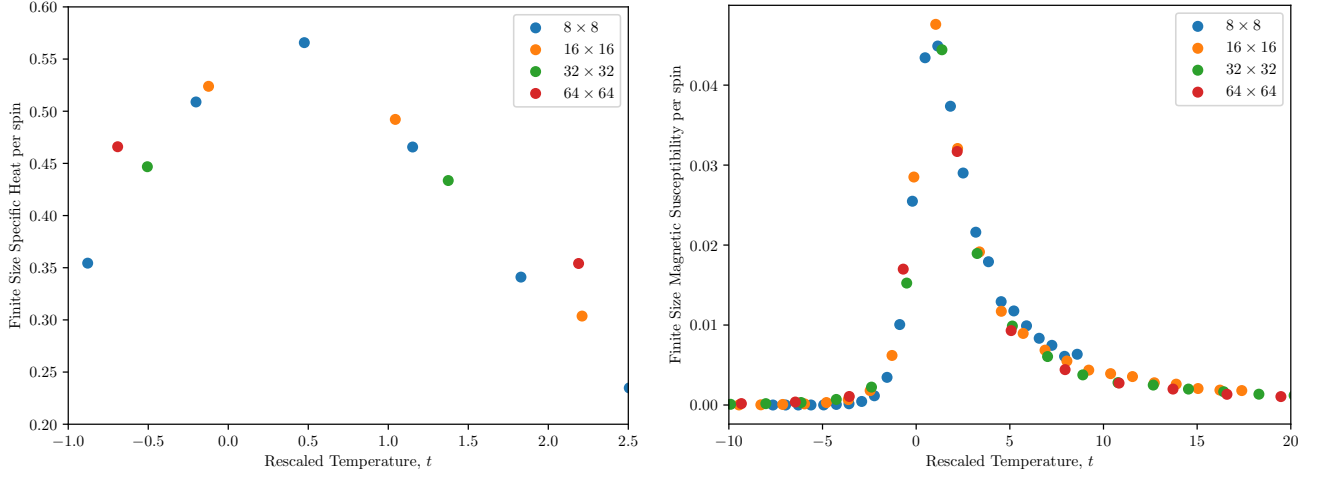 Finite Size Specific Heat per spin
0.60
0.55
0.50
0.45
0.40
0.35
0.30
0.25
0.20
−1.0 −0.5 0.0 0.5 1.0 1.5 2.0 2.5
Rescaled Temperature, t
8 × 8
16 × 16
32 × 32
64 × 64
Finite Size Magnetic Susceptibility per spin
0.04
0.03
0.02
0.01
0.00
−10 −5 0 5 10 15 20
Rescaled Temperature, t
8 × 8
16 × 16
32 × 32
64 × 64